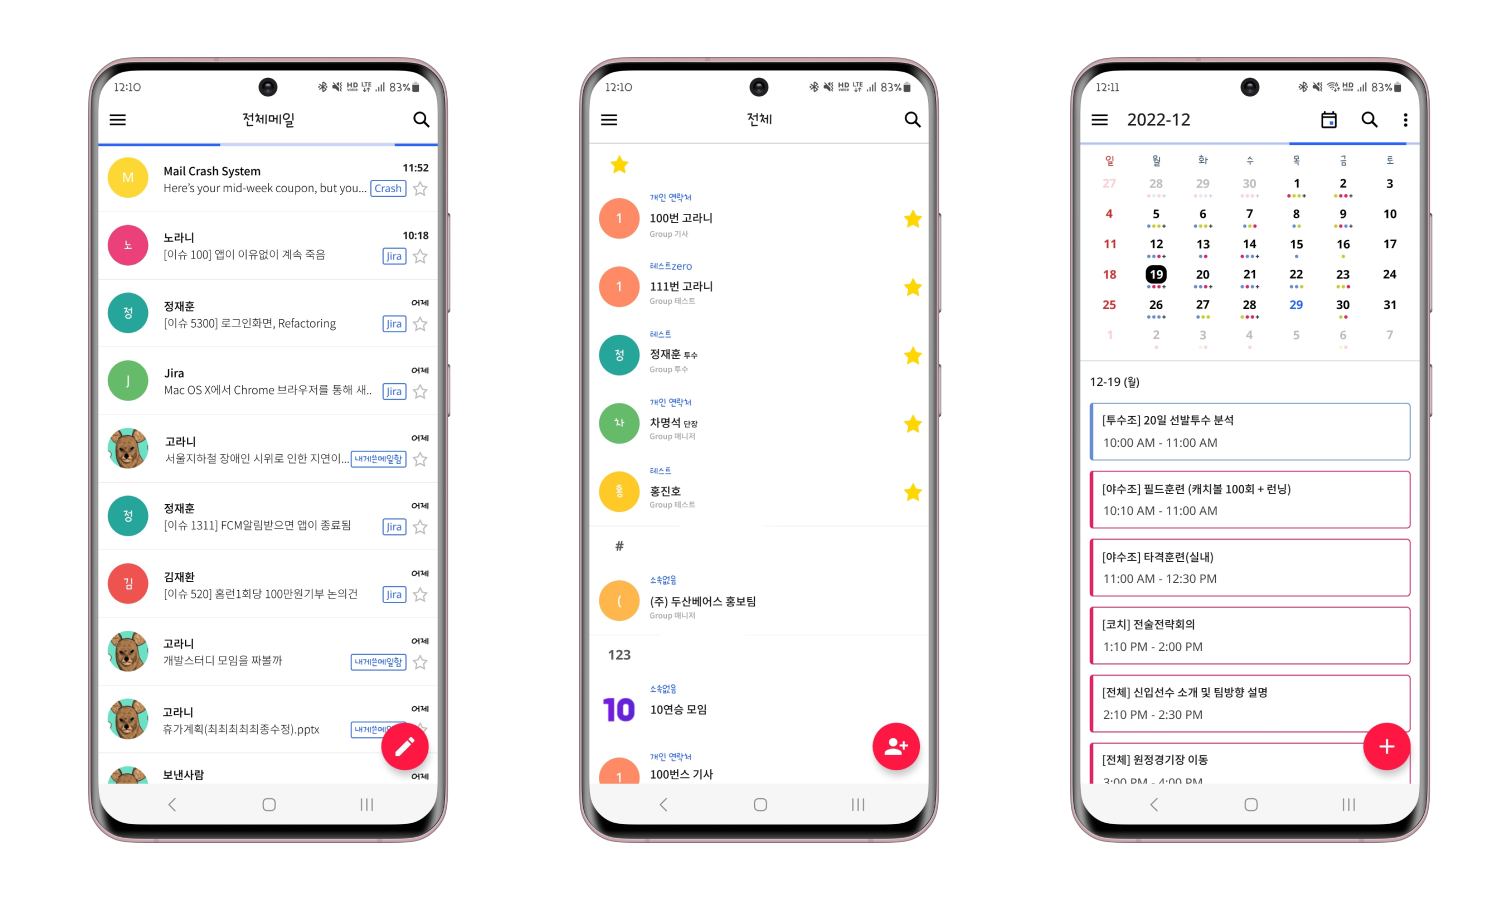 12:10
83%
전체메일
M
Mail Crash System
11:52
Here's your mid-week coupon, but you...
Crash
노
노라니
10:18
[이슈 100] 앱이 이유없이 계속 죽음
Jira
정
정재훈
어제
[이슈 5300] 로그인화면, Refactoring
Jira
J
Jira
어제
Mac OS X에서 Chrome 브라우저를 통해 새..
Jira
고라니
어제
서울지하철 장애인 시위로 인한 지연이...
내게쓴메일함
정
정재훈
어제
[이슈 1311] FCM알림받으면 앱이 종료됨
Jira
김
김재환
어제
[이슈 520] 홈런1회당 100만원기부 논의건
Jira
고라니
어제
개발스터디 모임을 짜볼까
내게쓴메일함
고라니
어제
휴가계획(최최최최최종수정).pptx
내게쓴메일
보낸사람
어제
12:10
83%
전체
개인 연락처
1
100번 고라니
Group 기사
테스트zero
1
111번 고라니
Group 테스트
테스트
정
정재훈 투수
Group 투수
개인 연락처
차
차명석 단장
Group 매니저
테스트
홍
홍진호
Group 테스트
#
소속없음
(
(주) 두산베어스 홍보팀
Group 매니저
123
소속없음
10
10연승 모임
개인 연락처
1
100번스 기사
12:11
83%
2022-12
일 월 화 수 목 금 토
27 28 29 30 1 2 3
4 5 6 7 8 9 10
11 12 13 14 15 16 17
18 19 20 21 22 23 24
25 26 27 28 29 30 31
1 2 3 4 5 6 7
12-19 (월)
[투수조] 20일 선발투수 분석
10:00 AM - 11:00 AM
[야수조] 필드훈련 (캐치볼 100회 + 런닝)
10:10 AM - 11:00 AM
[야수조] 타격훈련(실내)
11:00 AM - 12:30 PM
[코치] 전술전략회의
1:10 PM - 2:00 PM
[전체] 신입선수 소개 및 팀방향 설명
2:10 PM - 2:30 PM
[전체] 원정경기장 이동
3:00 PM - 4:00 PM